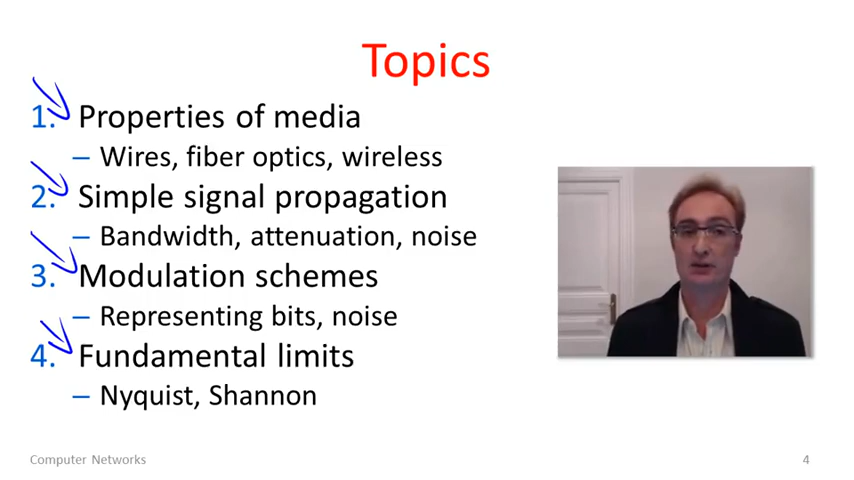 Topics
1. Properties of media
– Wires, fiber optics, wireless
2. Simple signal propagation
– Bandwidth, attenuation, noise
3. Modulation schemes
– Representing bits, noise
4. Fundamental limits
– Nyquist, Shannon
Computer Networks 4